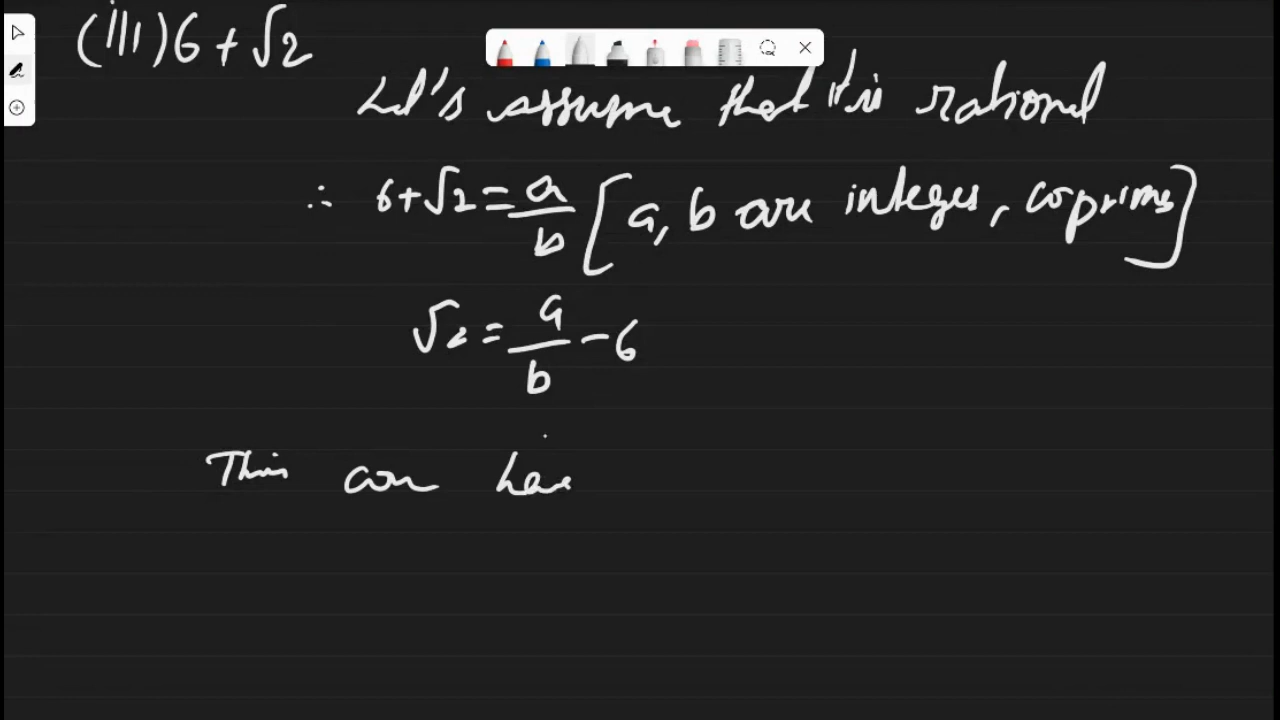 (iii) 6 + √2
Let's assume that it is rational
∴ 6+√2 = a/b [a, b are integers, coprime]
√2 = a/b - 6
This can have